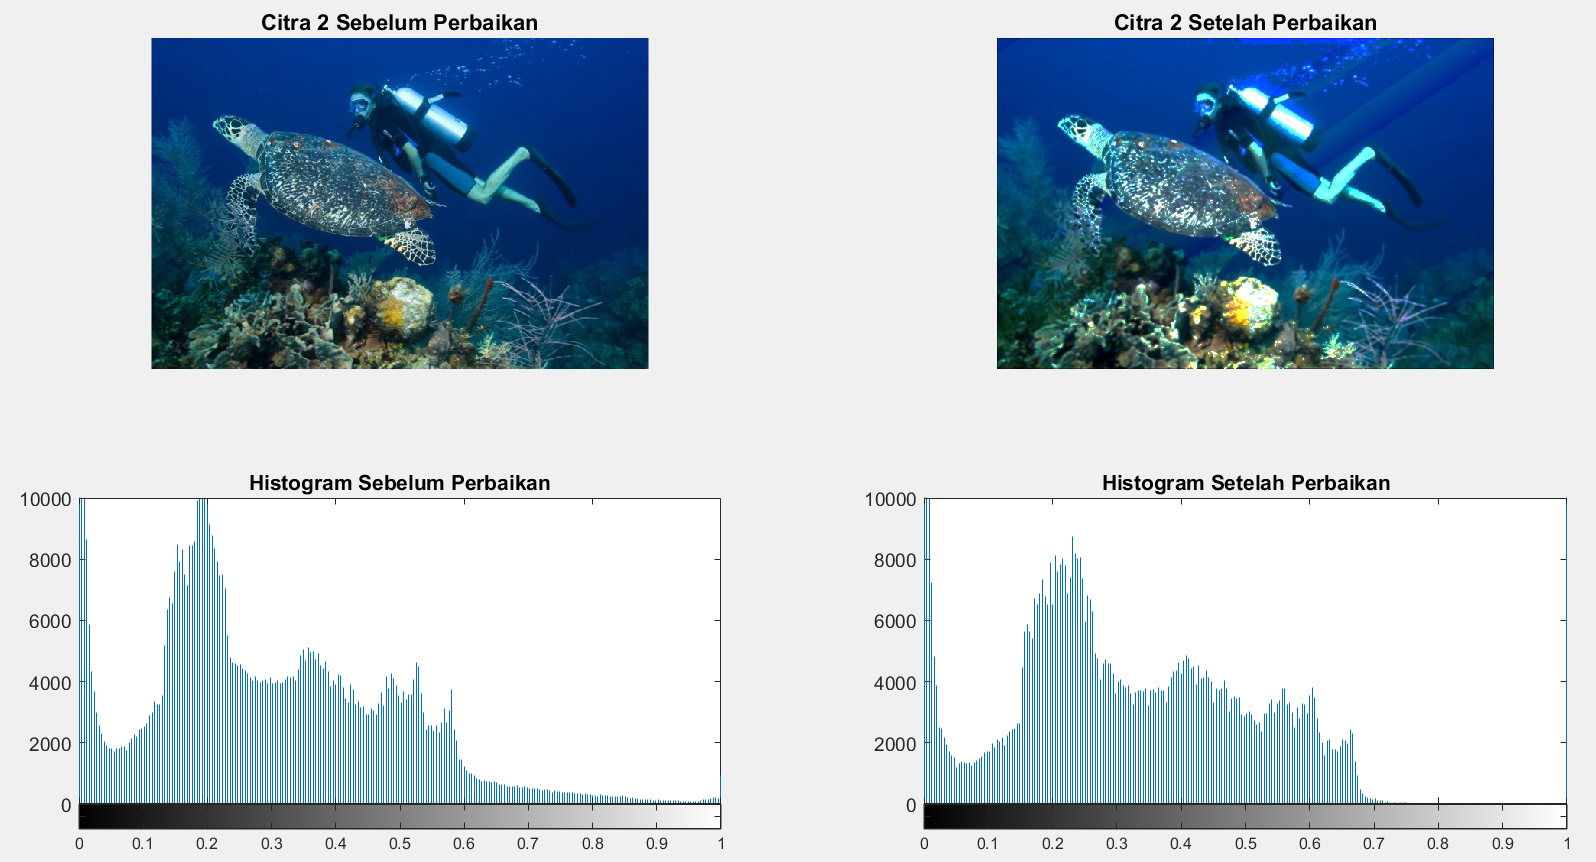 Citra 2 Sebelum Perbaikan
Citra 2 Setelah Perbaikan
Histogram Sebelum Perbaikan
10000
8000
6000
4000
2000
0
0 0.1 0.2 0.3 0.4 0.5 0.6 0.7 0.8 0.9 1
Histogram Setelah Perbaikan
10000
8000
6000
4000
2000
0
0 0.1 0.2 0.3 0.4 0.5 0.6 0.7 0.8 0.9 1